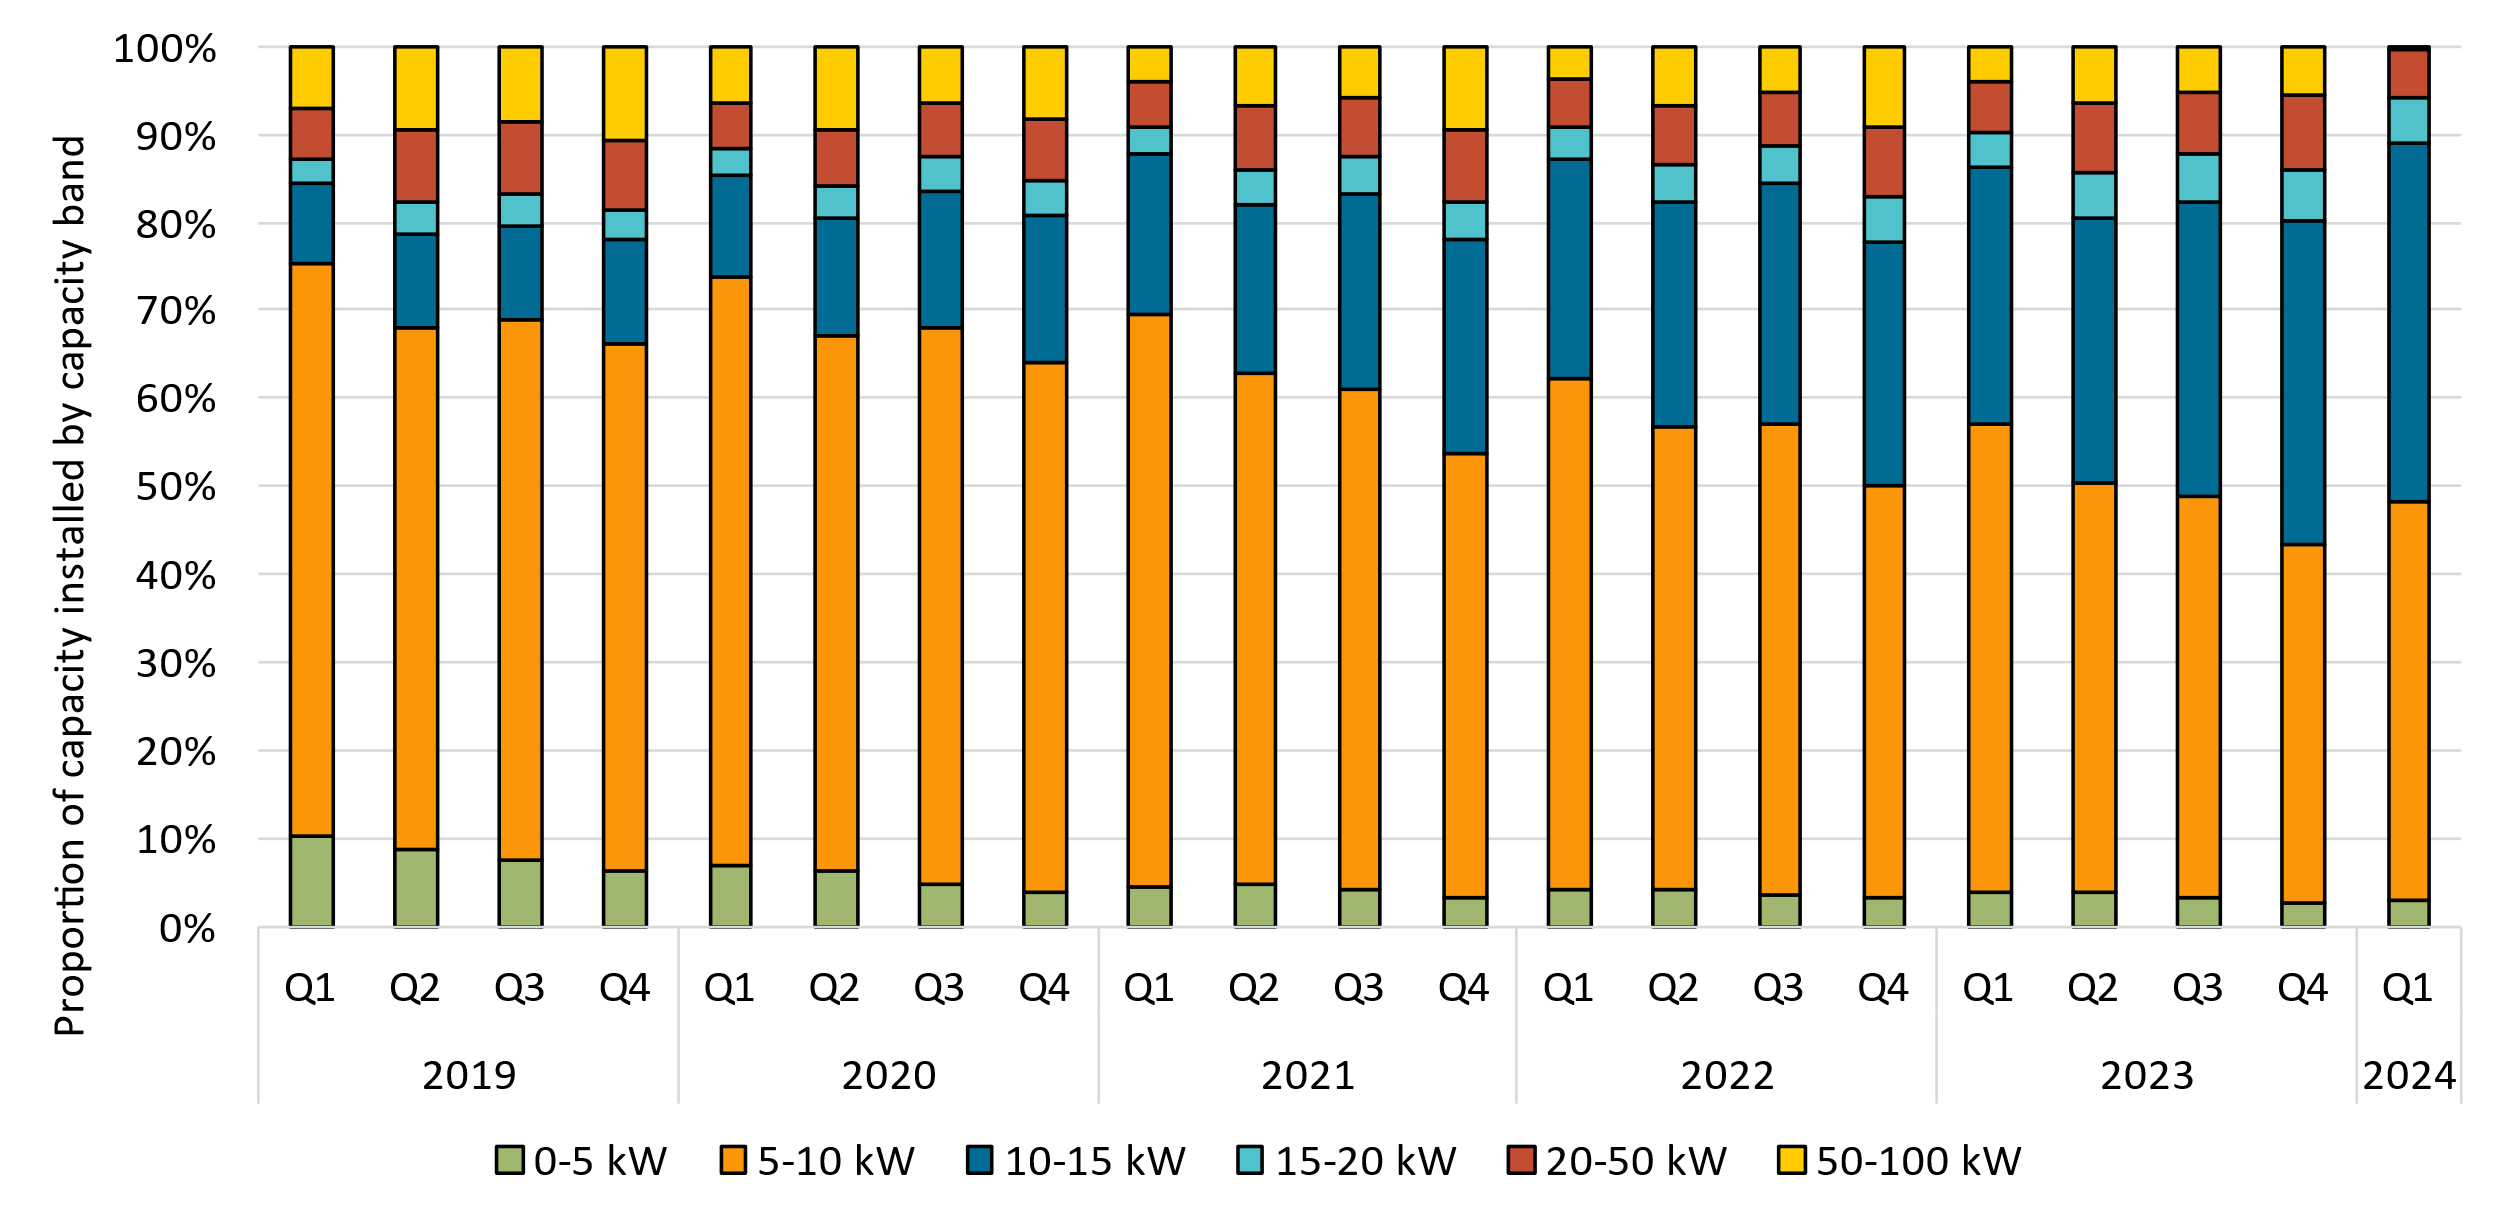 Proportion of capacity installed by capacity band
100%
90%
80%
70%
60%
50%
40%
30%
20%
10%
0%
Q1 Q2 Q3 Q4 Q1 Q2 Q3 Q4 Q1 Q2 Q3 Q4 Q1 Q2 Q3 Q4 Q1 Q2 Q3 Q4 Q1
2019 2020 2021 2022 2023 2024
0-5 kW 5-10 kW 10-15 kW 15-20 kW 20-50 kW 50-100 kW